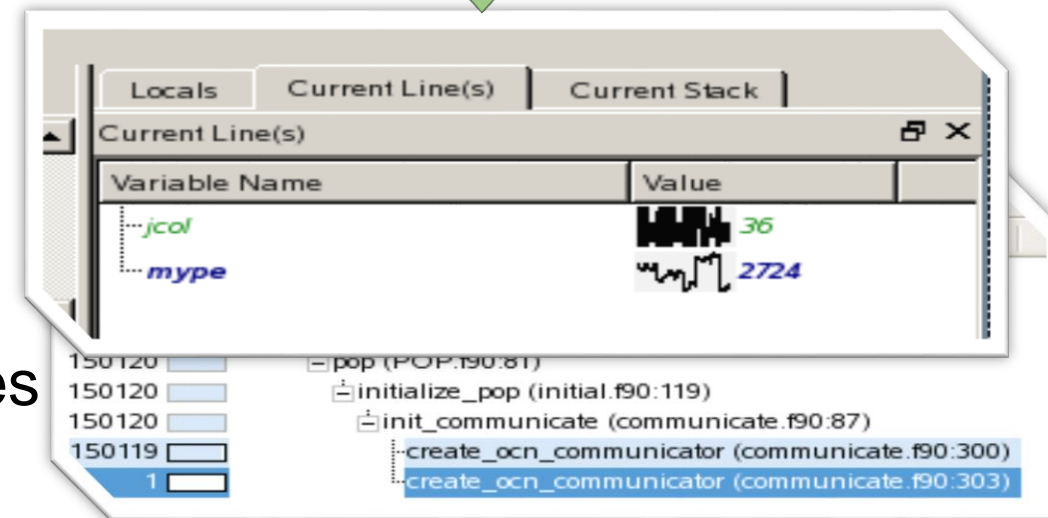 Locals Current Line(s) Current Stack
Current Line(s)
Variable Name Value
jcol 36
mype 2724
150120 pop (POP.f90:81)
es
150120 initialize_pop (initial.f90:119)
150120 init_communicate (communicate.f90:87)
150119 create_ocn_communicator (communicate.f90:300)
1 create_ocn_communicator (communicate.f90:303)